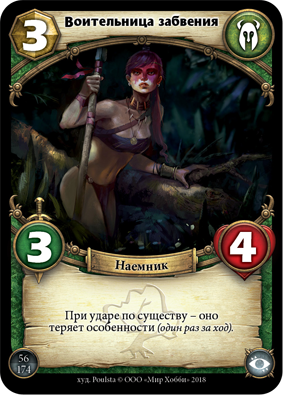 3
Воительница забвения
3
Наемник
4
При ударе по существу – оно
теряет особенности (один раз за ход).
56
174
худ. Poulsta © ООО «Мир Хобби» 2018